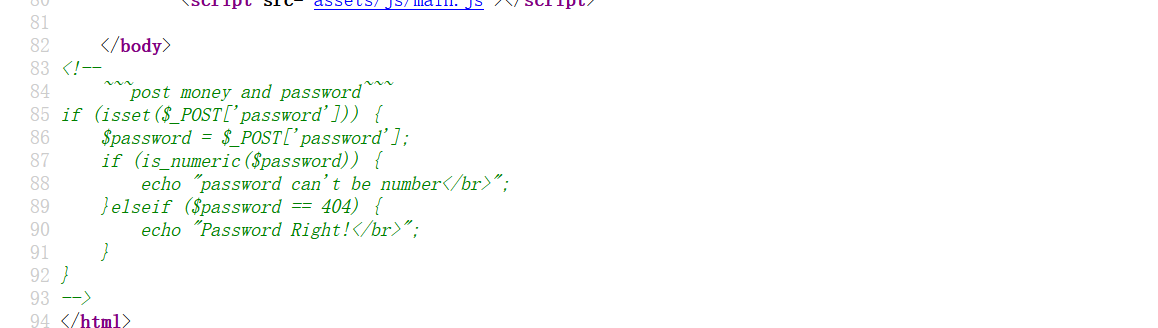 80 <script src="assets/js/main.js"></script>
81
82 </body>
83 <!--
84 ~~~post money and password~~~
85 if (isset($_POST['password'])) {
86 $password = $_POST['password'];
87 if (is_numeric($password)) {
88 echo "password can't be number</br>";
89 }elseif ($password == 404) {
90 echo "Password Right!</br>";
91 }
92 }
93 -->
94 </html>